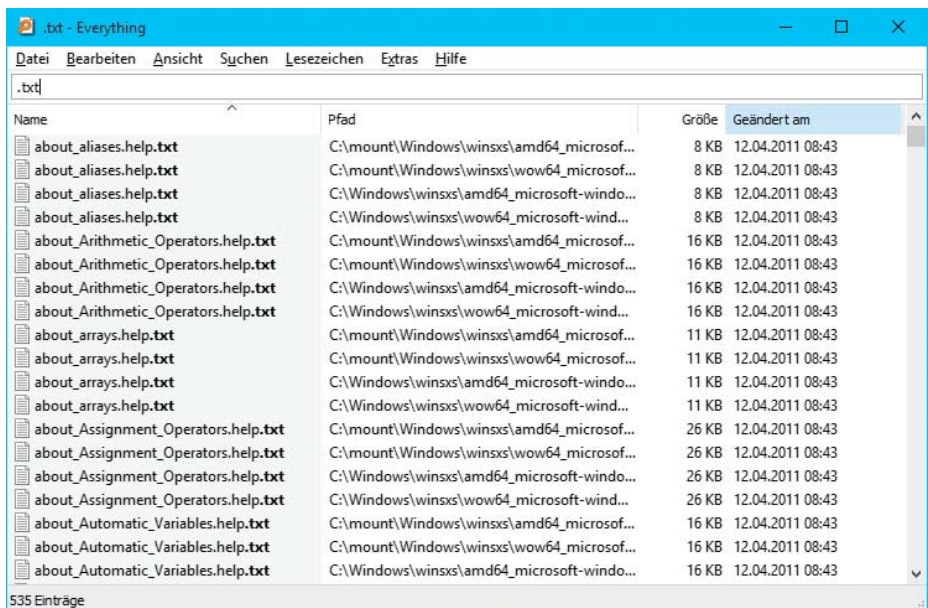 .txt - Everything
Datei Bearbeiten Ansicht Suchen Lesezeichen Extras Hilfe
.txt
Name Pfad Größe Geändert am
about_aliases.help.txt C:\mount\Windows\winsxs\amd64_microsof... 8 KB 12.04.2011 08:43
about_aliases.help.txt C:\mount\Windows\winsxs\wow64_microsof... 8 KB 12.04.2011 08:43
about_aliases.help.txt C:\Windows\winsxs\amd64_microsoft-windo... 8 KB 12.04.2011 08:43
about_aliases.help.txt C:\Windows\winsxs\wow64_microsoft-wind... 8 KB 12.04.2011 08:43
about_Arithmetic_Operators.help.txt C:\mount\Windows\winsxs\amd64_microsof... 16 KB 12.04.2011 08:43
about_Arithmetic_Operators.help.txt C:\mount\Windows\winsxs\wow64_microsof... 16 KB 12.04.2011 08:43
about_Arithmetic_Operators.help.txt C:\Windows\winsxs\amd64_microsoft-windo... 16 KB 12.04.2011 08:43
about_Arithmetic_Operators.help.txt C:\Windows\winsxs\wow64_microsoft-wind... 16 KB 12.04.2011 08:43
about_arrays.help.txt C:\mount\Windows\winsxs\amd64_microsof... 11 KB 12.04.2011 08:43
about_arrays.help.txt C:\mount\Windows\winsxs\wow64_microsof... 11 KB 12.04.2011 08:43
about_arrays.help.txt C:\Windows\winsxs\amd64_microsoft-windo... 11 KB 12.04.2011 08:43
about_arrays.help.txt C:\Windows\winsxs\wow64_microsoft-wind... 11 KB 12.04.2011 08:43
about_Assignment_Operators.help.txt C:\mount\Windows\winsxs\amd64_microsof... 26 KB 12.04.2011 08:43
about_Assignment_Operators.help.txt C:\mount\Windows\winsxs\wow64_microsof... 26 KB 12.04.2011 08:43
about_Assignment_Operators.help.txt C:\Windows\winsxs\amd64_microsoft-windo... 26 KB 12.04.2011 08:43
about_Assignment_Operators.help.txt C:\Windows\winsxs\wow64_microsoft-wind... 26 KB 12.04.2011 08:43
about_Automatic_Variables.help.txt C:\mount\Windows\winsxs\amd64_microsof... 16 KB 12.04.2011 08:43
about_Automatic_Variables.help.txt C:\mount\Windows\winsxs\wow64_microsof... 16 KB 12.04.2011 08:43
about_Automatic_Variables.help.txt C:\Windows\winsxs\amd64_microsoft-windo... 16 KB 12.04.2011 08:43
535 Einträge